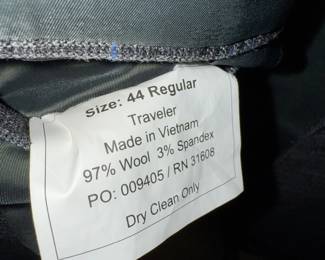 Size: 44 Regular
Traveler
Made in Vietnam
97% Wool 3% Spandex
PO: 009405 / RN 31608
Dry Clean Only